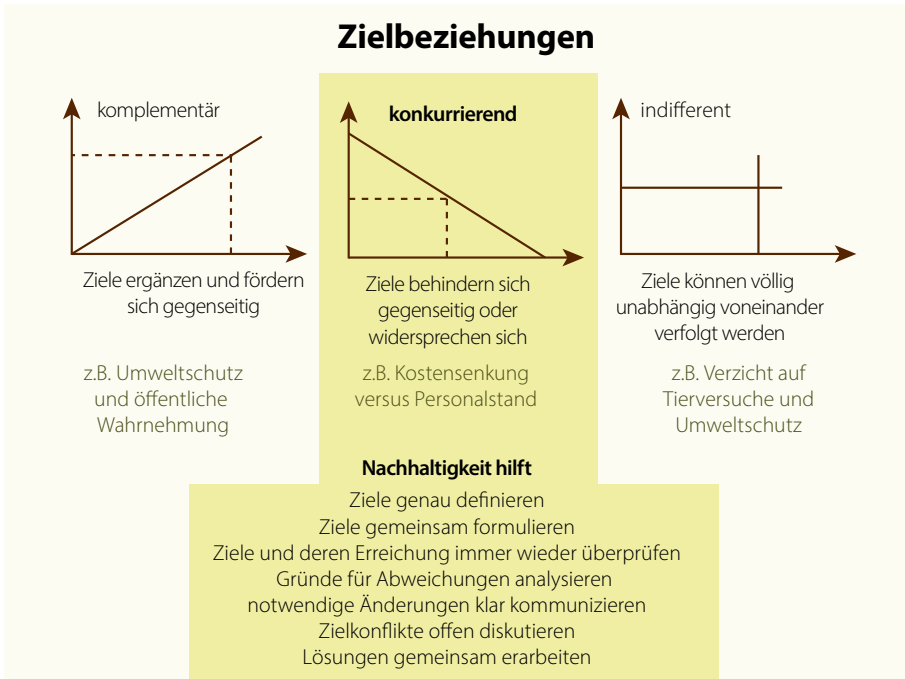 Zielbeziehungen
komplementär
Ziele ergänzen und fördern
sich gegenseitig
z.B. Umweltschutz
und öffentliche
Wahrnehmung
konkurrierend
Ziele behindern sich
gegenseitig oder
widersprechen sich
z.B. Kostensenkung
versus Personalstand
indifferent
Ziele können völlig
unabhängig voneinander
verfolgt werden
z.B. Verzicht auf
Tierversuche und
Umweltschutz
Nachhaltigkeit hilft
Ziele genau definieren
Ziele gemeinsam formulieren
Ziele und deren Erreichung immer wieder überprüfen
Gründe für Abweichungen analysieren
notwendige Änderungen klar kommunizieren
Zielkonflikte offen diskutieren
Lösungen gemeinsam erarbeiten